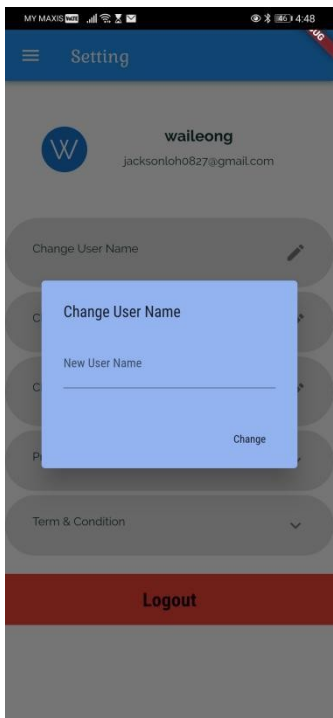 MY MAXIS 46 4:48
Setting
W
waileong
jacksonloh0827@gmail.com
Change User Name
C
Change User Name
New User Name
C
Change
P
Term & Condition
Logout